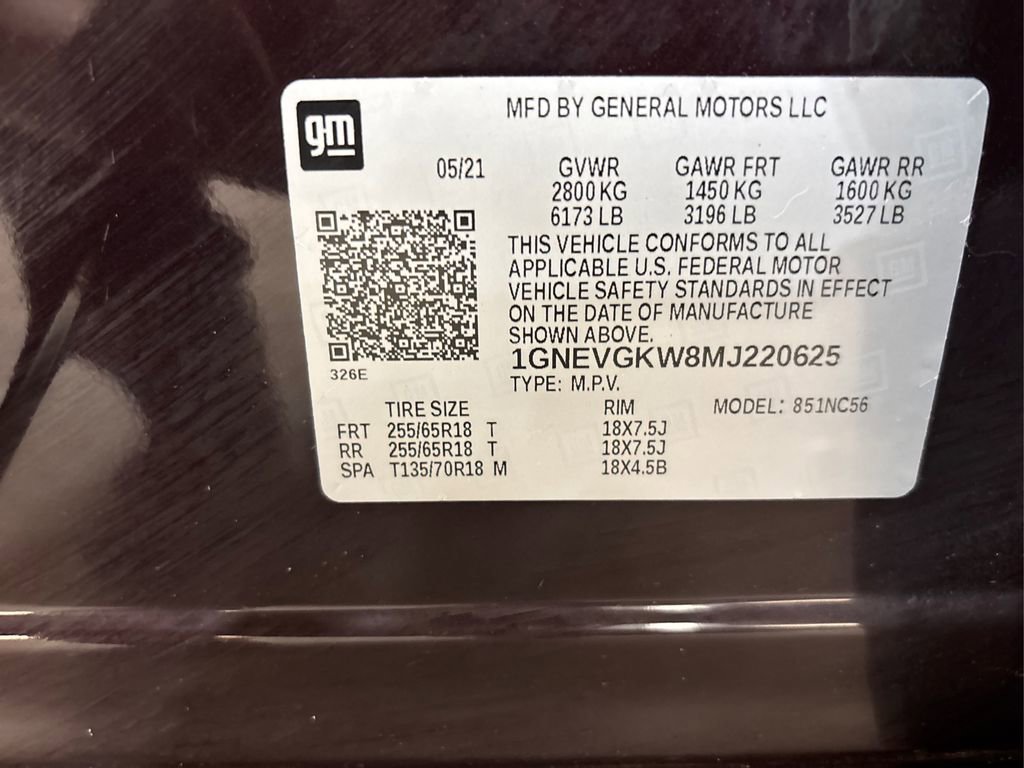 gm
MFD BY GENERAL MOTORS LLC
05/21 GVWR GAWR FRT GAWR RR
2800 KG 1450 KG 1600 KG
6173 LB 3196 LB 3527 LB
THIS VEHICLE CONFORMS TO ALL
APPLICABLE U.S. FEDERAL MOTOR
VEHICLE SAFETY STANDARDS IN EFFECT
ON THE DATE OF MANUFACTURE
SHOWN ABOVE.
1GNEVGKW8MJ220625
326E
TYPE: M.P.V.
TIRE SIZE RIM MODEL: 851NC56
FRT 255/65R18 T 18X7.5J
RR 255/65R18 T 18X7.5J
SPA T135/70R18 M 18X4.5B